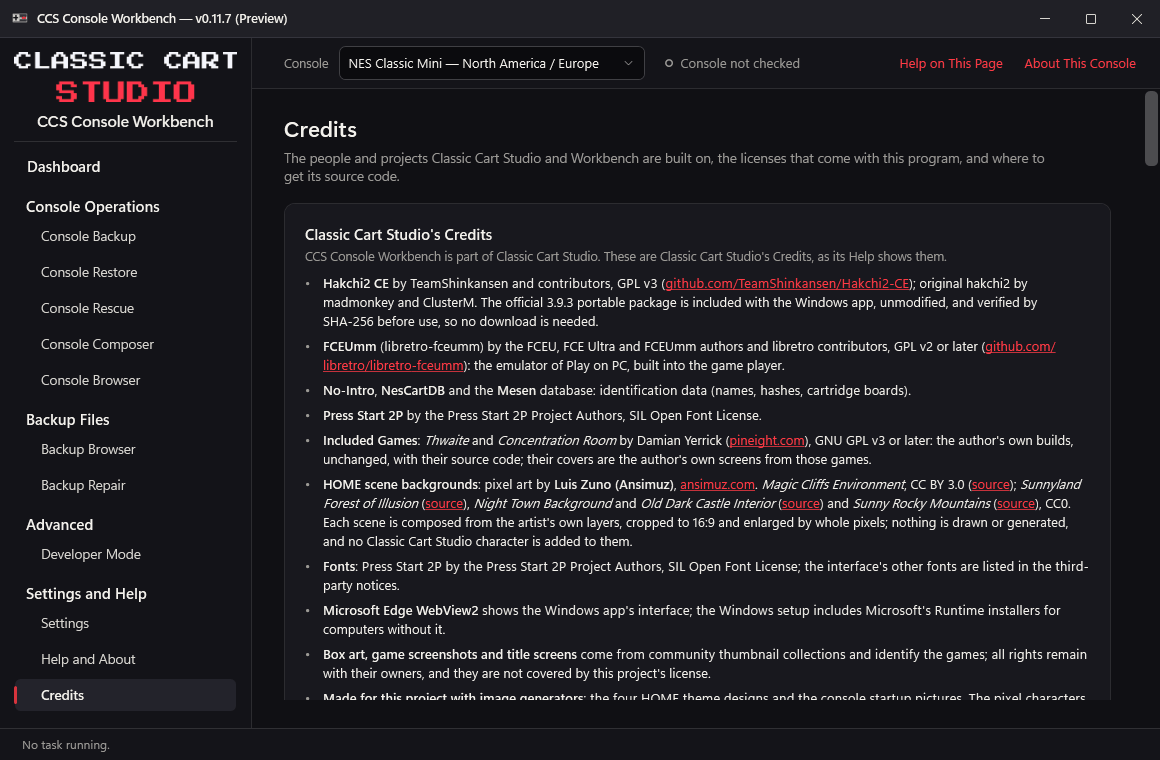 CCS Console Workbench — v0.11.7 (Preview)
CLASSIC CART
STUDIO
CCS Console Workbench
Dashboard
Console Operations
Console Backup
Console Restore
Console Rescue
Console Composer
Console Browser
Backup Files
Backup Browser
Backup Repair
Advanced
Developer Mode
Settings and Help
Settings
Help and About
Credits
Console
NES Classic Mini — North America / Europe
Console not checked
Help on This Page
About This Console
Credits
The people and projects Classic Cart Studio and Workbench are built on, the licenses that come with this program, and where to
get its source code.
Classic Cart Studio's Credits
CCS Console Workbench is part of Classic Cart Studio. These are Classic Cart Studio's Credits, as its Help shows them.
• Hakchi2 CE by TeamShinkansen and contributors, GPL v3 (github.com/TeamShinkansen/Hakchi2-CE); original hakchi2 by
madmonkey and ClusterM. The official 3.9.3 portable package is included with the Windows app, unmodified, and verified by
SHA-256 before use, so no download is needed.
• FCEUmm (libretro-fceumm) by the FCEU, FCE Ultra and FCEUmm authors and libretro contributors, GPL v2 or later (github.com/
libretro/libretro-fceumm): the emulator of Play on PC, built into the game player.
• No-Intro, NesCartDB and the Mesen database: identification data (names, hashes, cartridge boards).
• Press Start 2P by the Press Start 2P Project Authors, SIL Open Font License.
• Included Games: Thwaite and Concentration Room by Damian Yerrick (pineight.com), GNU GPL v3 or later: the author's own builds,
unchanged, with their source code; their covers are the author's own screens from those games.
• HOME scene backgrounds: pixel art by Luis Zuno (Ansimuz), ansimuz.com. Magic Cliffs Environment, CC BY 3.0 (source); Sunnyland
Forest of Illusion (source), Night Town Background and Old Dark Castle Interior (source) and Sunny Rocky Mountains (source), CC0.
Each scene is composed from the artist's own layers, cropped to 16:9 and enlarged by whole pixels; nothing is drawn or generated,
and no Classic Cart Studio character is added to them.
• Fonts: Press Start 2P by the Press Start 2P Project Authors, SIL Open Font License; the interface's other fonts are listed in the third-
party notices.
• Microsoft Edge WebView2 shows the Windows app's interface; the Windows setup includes Microsoft's Runtime installers for
computers without it.
• Box art, game screenshots and title screens come from community thumbnail collections and identify the games; all rights remain
with their owners, and they are not covered by this project's license.
• Made for this project with image generators: the four HOME theme designs and the console startup pictures. The pixel characters
No task running.